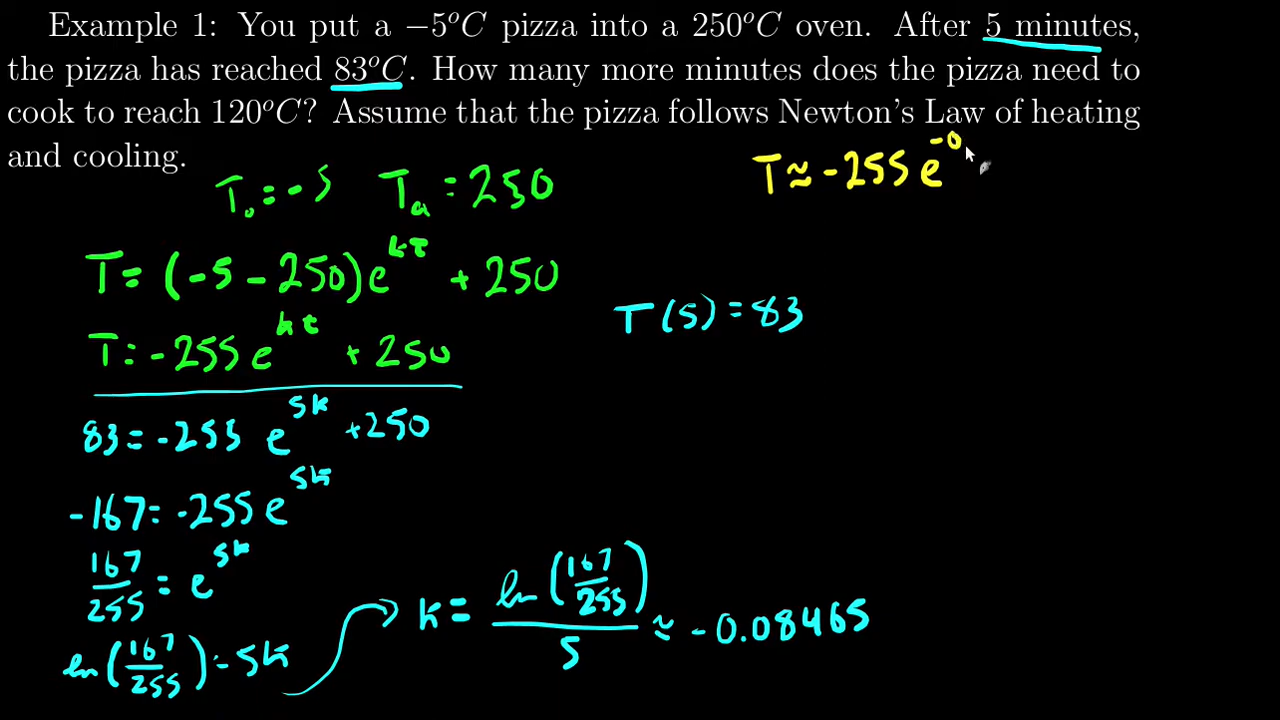 Example 1: You put a −5°C pizza into a 250°C oven. After 5 minutes,
the pizza has reached 83°C. How many more minutes does the pizza need to
cook to reach 120°C? Assume that the pizza follows Newton's Law of heating
and cooling.
T₀ = -5 Tₐ = 250
T ≈ -255 e^{-0
T = (-5 - 250)e^{kt} + 250
T(5) = 83
T = -255 e^{kt} + 250
83 = -255 e^{5k} + 250
-167 = -255 e^{5k}
167/255 = e^{5k}
ln(167/255) = 5k
k = ln(167/255)/5 ≈ -0.08465